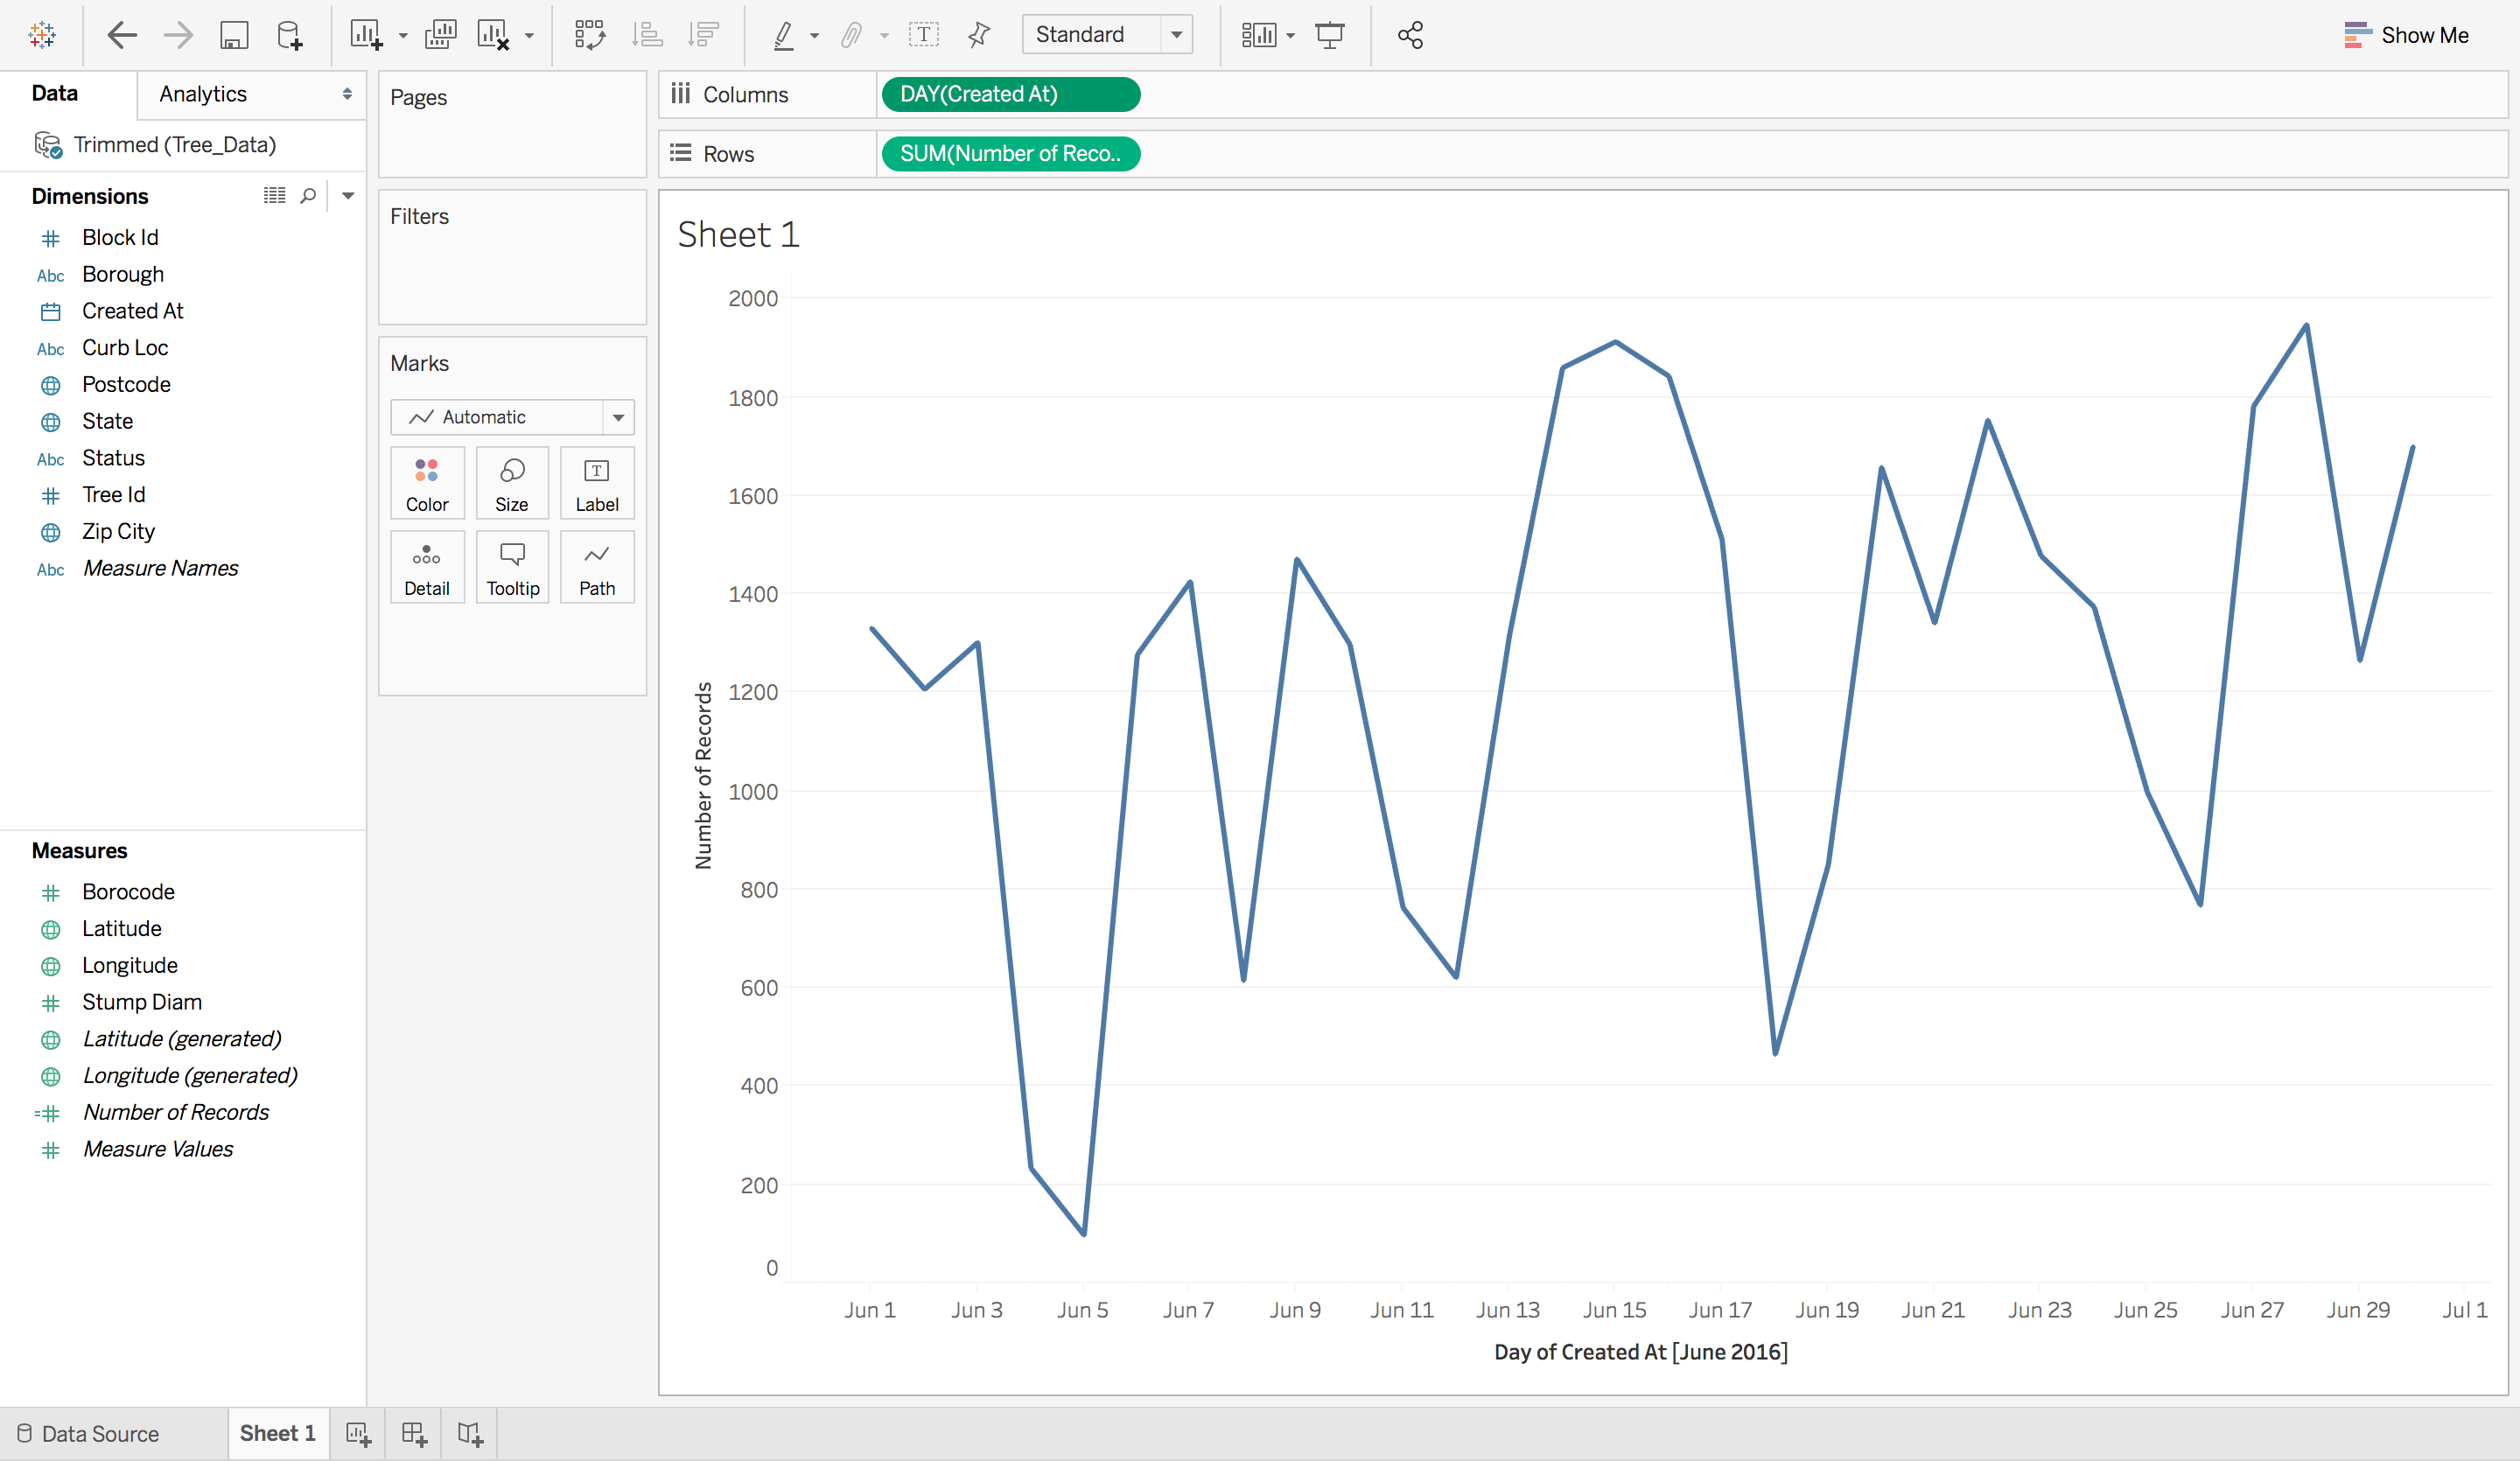 Standard
Show Me
Data
Analytics
Trimmed (Tree_Data)
Dimensions
# Block Id
Abc Borough
Created At
Abc Curb Loc
Postcode
State
Abc Status
# Tree Id
Zip City
Abc Measure Names
Measures
# Borocode
Latitude
Longitude
# Stump Diam
Latitude (generated)
Longitude (generated)
=# Number of Records
# Measure Values
Pages
Filters
Marks
Automatic
Color Size Label
Detail Tooltip Path
Columns DAY(Created At)
Rows SUM(Number of Reco..
Sheet 1
2000
1800
1600
1400
1200
1000
800
600
400
200
0
Number of Records
Jun 1 Jun 3 Jun 5 Jun 7 Jun 9 Jun 11 Jun 13 Jun 15 Jun 17 Jun 19 Jun 21 Jun 23 Jun 25 Jun 27 Jun 29 Jul 1
Day of Created At [June 2016]
Data Source
Sheet 1